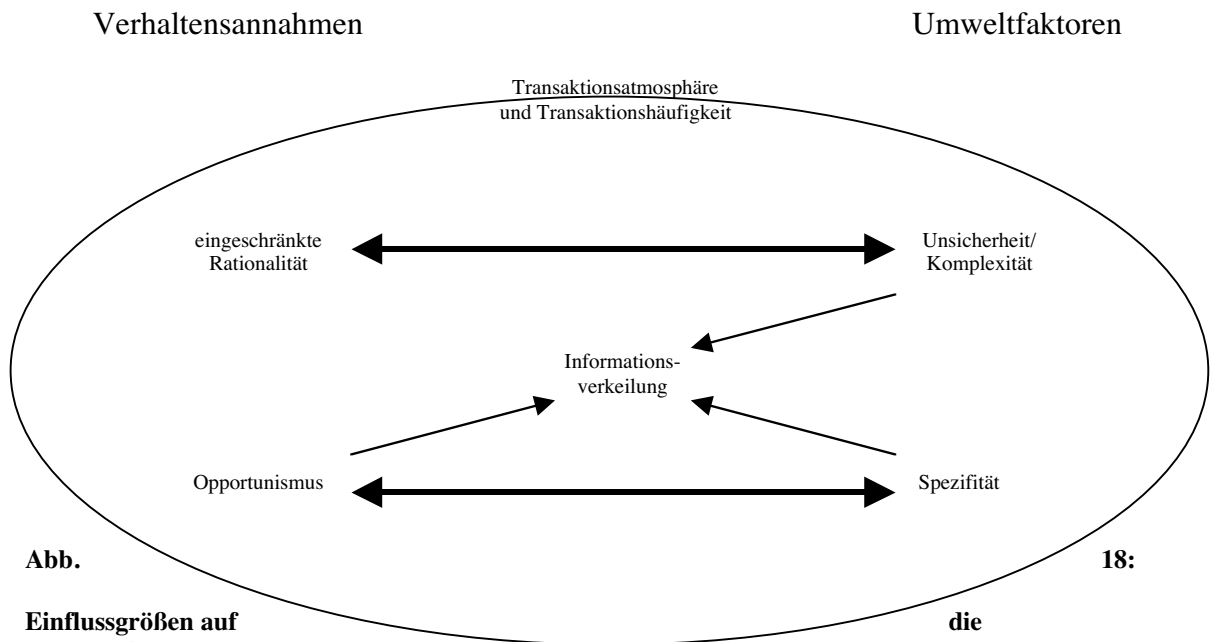 Verhaltensannahmen Umweltfaktoren
Transaktionsatmosphäre
und Transaktionshäufigkeit
eingeschränkte
Rationalität
Unsicherheit/
Komplexität
Informations-
verkeilung
Opportunismus
Spezifität
Abb. 18:
Einflussgrößen auf die